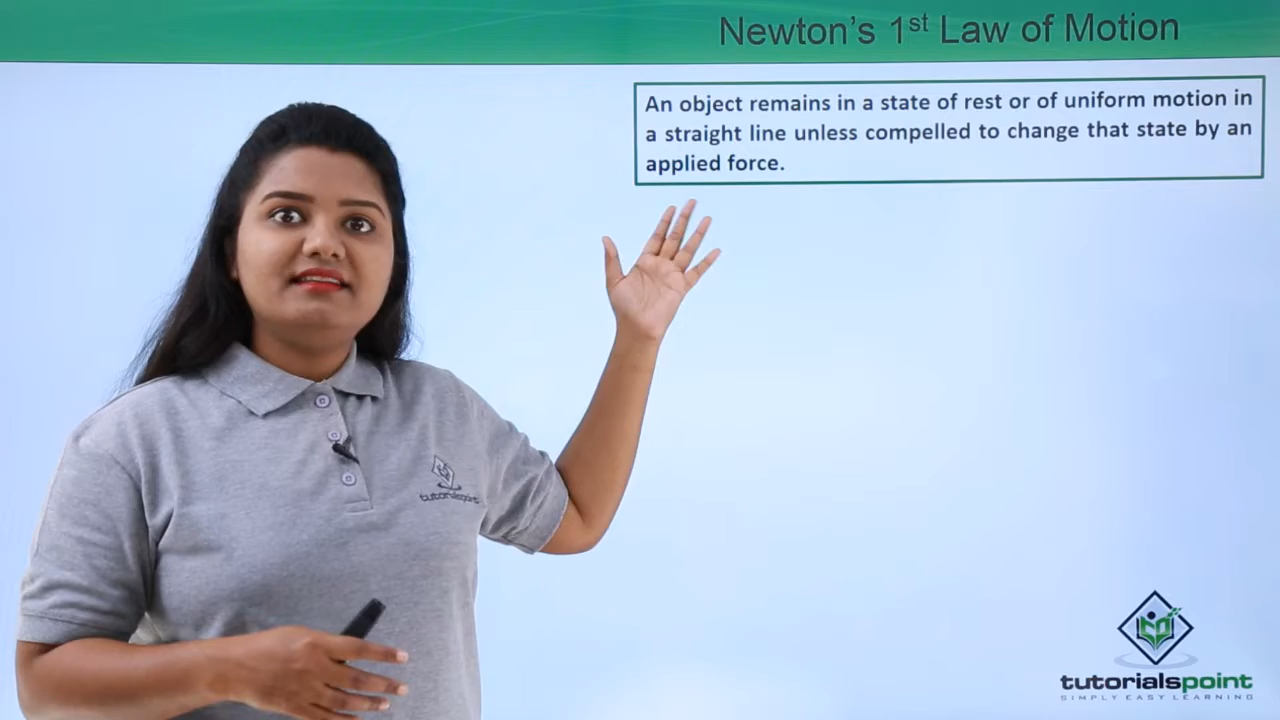 Newton's 1st Law of Motion
An object remains in a state of rest or of uniform motion in
a straight line unless compelled to change that state by an
applied force.
tutorialspoint
tutorialspoint
SIMPLY EASY LEARNING